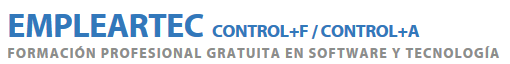 EMPLEARTEC CONTROL+F / CONTROL+A
FORMACIÓN PROFESIONAL GRATUITA EN SOFTWARE Y TECNOLOGÍA